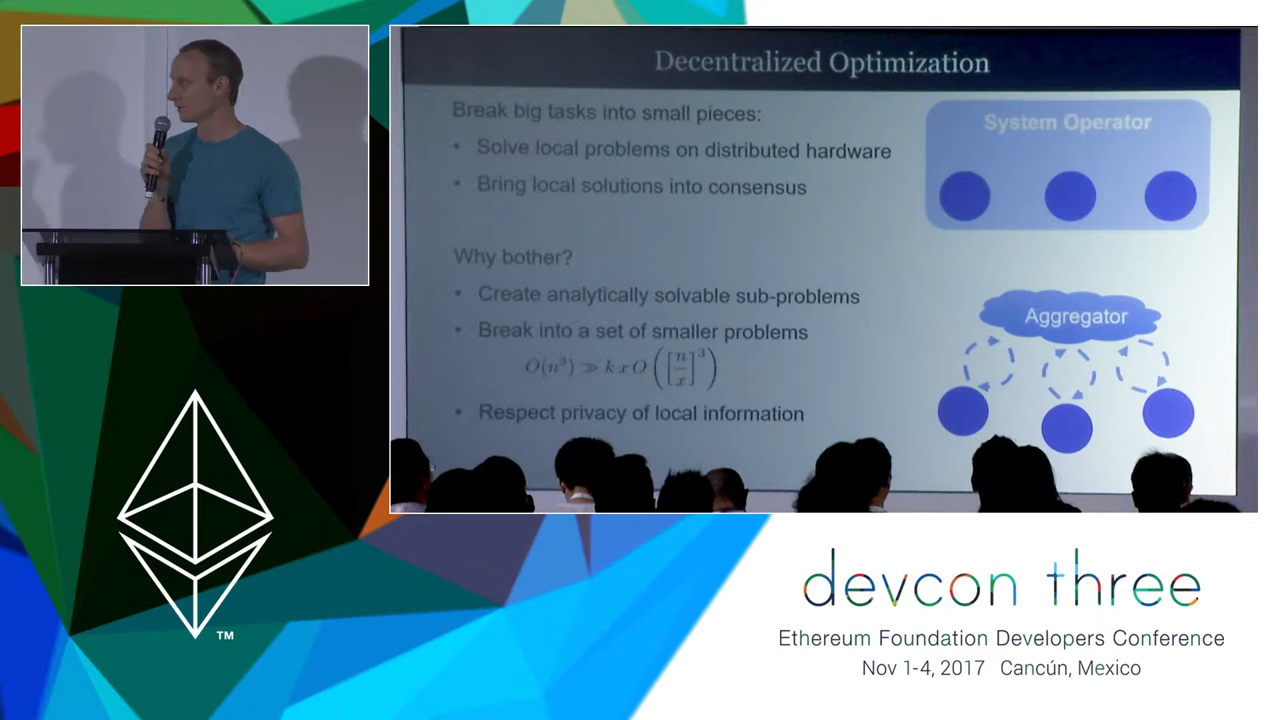 Decentralized Optimization
Break big tasks into small pieces:
• Solve local problems on distributed hardware
• Bring local solutions into consensus
Why bother?
• Create analytically solvable sub-problems
• Break into a set of smaller problems
O(n³) ≫ k x O ([n/x]³)
• Respect privacy of local information
System Operator
Aggregator
TM
devcon three
Ethereum Foundation Developers Conference
Nov 1-4, 2017 Cancún, Mexico